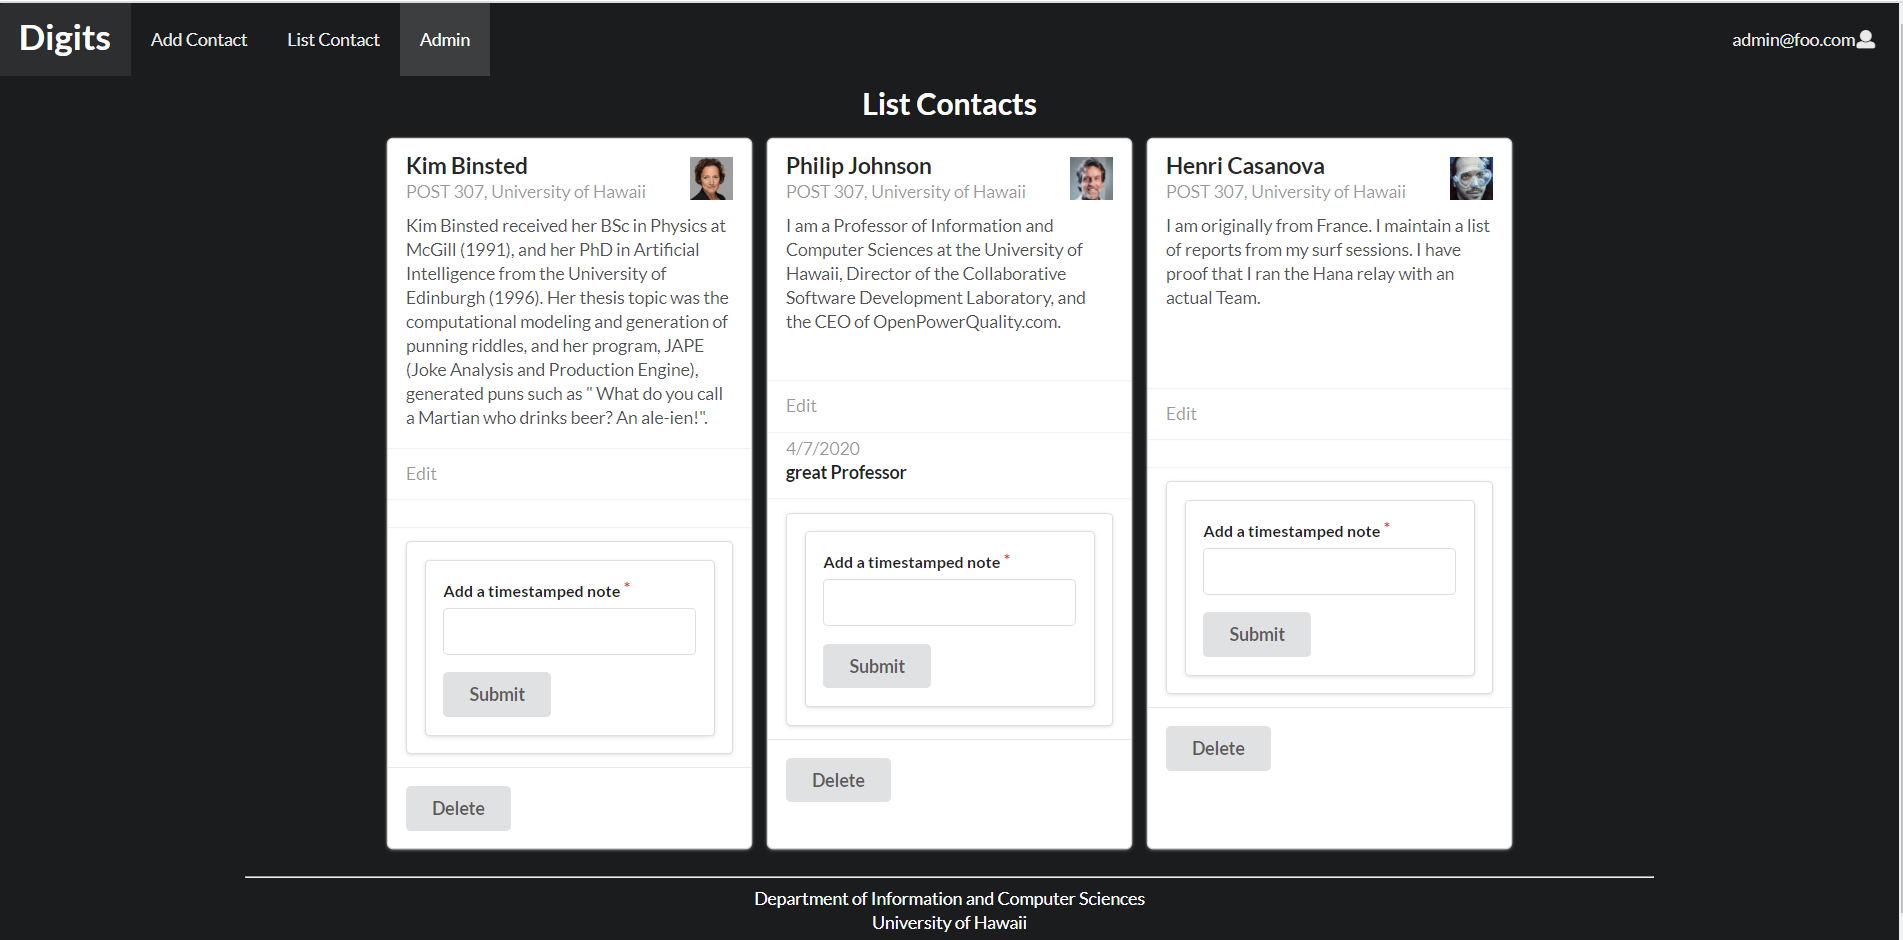 Digits
Add Contact
List Contact
Admin
admin@foo.com
List Contacts
Kim Binsted
POST 307, University of Hawaii
Kim Binsted received her BSc in Physics at
McGill (1991), and her PhD in Artificial
Intelligence from the University of
Edinburgh (1996). Her thesis topic was the
computational modeling and generation of
punning riddles, and her program, JAPE
(Joke Analysis and Production Engine),
generated puns such as " What do you call
a Martian who drinks beer? An ale-ien!".
Edit
Add a timestamped note *
Submit
Delete
Philip Johnson
POST 307, University of Hawaii
I am a Professor of Information and
Computer Sciences at the University of
Hawaii, Director of the Collaborative
Software Development Laboratory, and
the CEO of OpenPowerQuality.com.
Edit
4/7/2020
great Professor
Add a timestamped note *
Submit
Delete
Henri Casanova
POST 307, University of Hawaii
I am originally from France. I maintain a list
of reports from my surf sessions. I have
proof that I ran the Hana relay with an
actual Team.
Edit
Add a timestamped note *
Submit
Delete
Department of Information and Computer Sciences
University of Hawaii